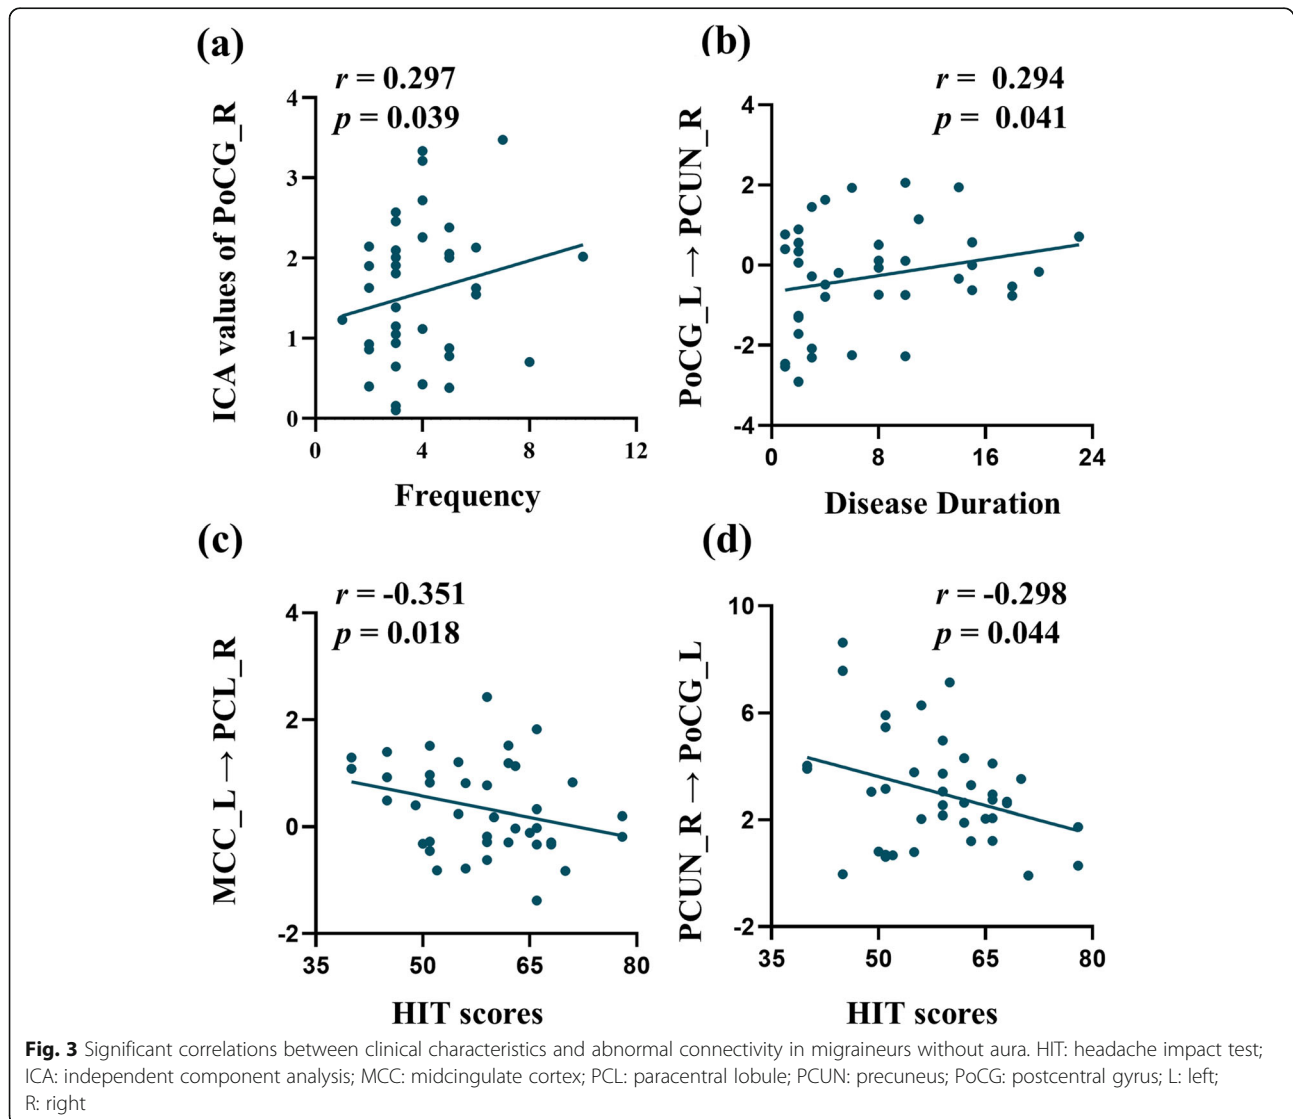 (a)
r = 0.297
p = 0.039
ICA values of PoCG_R
4
3
2
1
0
0 4 8 12
Frequency
(b)
r = 0.294
p = 0.041
PoCG_L → PCUN_R
4
2
0
-2
-4
0 8 16 24
Disease Duration
(c)
r = -0.351
p = 0.018
MCC_L → PCL_R
4
2
0
-2
35 50 65 80
HIT scores
(d)
r = -0.298
p = 0.044
PCUN_R → PoCG_L
10
6
2
-2
35 50 65 80
HIT scores
Fig. 3 Significant correlations between clinical characteristics and abnormal connectivity in migraineurs without aura. HIT: headache impact test;
ICA: independent component analysis; MCC: midcingulate cortex; PCL: paracentral lobule; PCUN: precuneus; PoCG: postcentral gyrus; L: left;
R: right